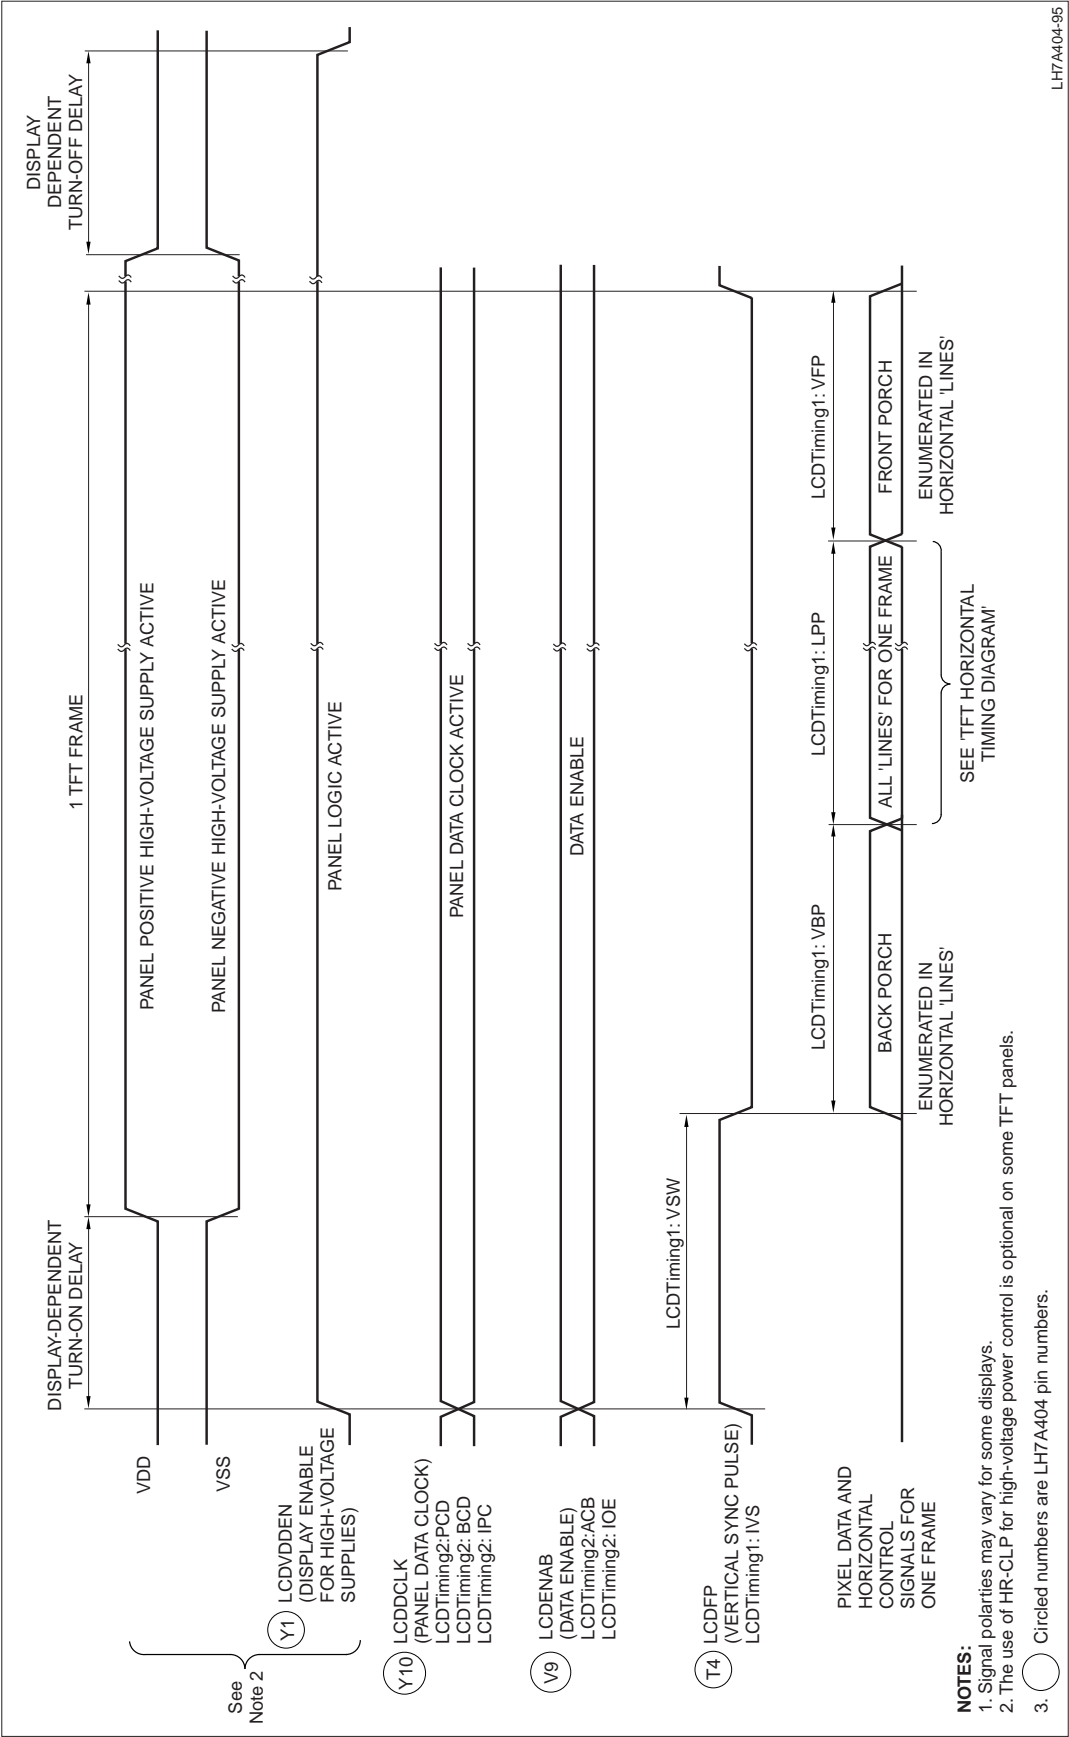 DISPLAY-DEPENDENT
TURN-ON DELAY
1 TFT FRAME
DISPLAY
DEPENDENT
TURN-OFF DELAY
VDD
PANEL POSITIVE HIGH-VOLTAGE SUPPLY ACTIVE
VSS
PANEL NEGATIVE HIGH-VOLTAGE SUPPLY ACTIVE
See
Note 2
Y1
LCDVDDEN
(DISPLAY ENABLE
FOR HIGH-VOLTAGE
SUPPLIES)
PANEL LOGIC ACTIVE
Y10
LCDDCLK
(PANEL DATA CLOCK)
LCDTiming2:PCD
LCDTiming2: BCD
LCDTiming2: IPC
PANEL DATA CLOCK ACTIVE
V9
LCDENAB
(DATA ENABLE)
LCDTiming2:ACB
LCDTiming2: IOE
DATA ENABLE
LCDTiming1: VSW
T4
LCDFP
(VERTICAL SYNC PULSE)
LCDTiming1: IVS
LCDTiming1: VBP
LCDTiming1: LPP
LCDTiming1: VFP
PIXEL DATA AND
HORIZONTAL
CONTROL
SIGNALS FOR
ONE FRAME
BACK PORCH
ALL 'LINES' FOR ONE FRAME
FRONT PORCH
ENUMERATED IN
HORIZONTAL 'LINES'
SEE 'TFT HORIZONTAL
TIMING DIAGRAM'
ENUMERATED IN
HORIZONTAL 'LINES'
NOTES:
1. Signal polarties may vary for some displays.
2. The use of HR-CLP for high-voltage power control is optional on some TFT panels.
3. Circled numbers are LH7A404 pin numbers.
LH7A404-95